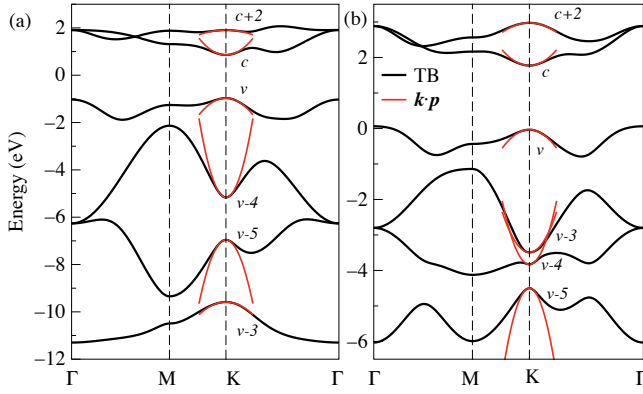 (a)
(b)
Energy (eV)
2
0
−2
−4
−6
−8
−10
−12
c+2
c
v
v-4
v-5
v-3
Γ M K Γ
2
0
−2
−4
−6
c+2
c
TB
k·p
v
v-3
v-4
v-5
Γ M K Γ